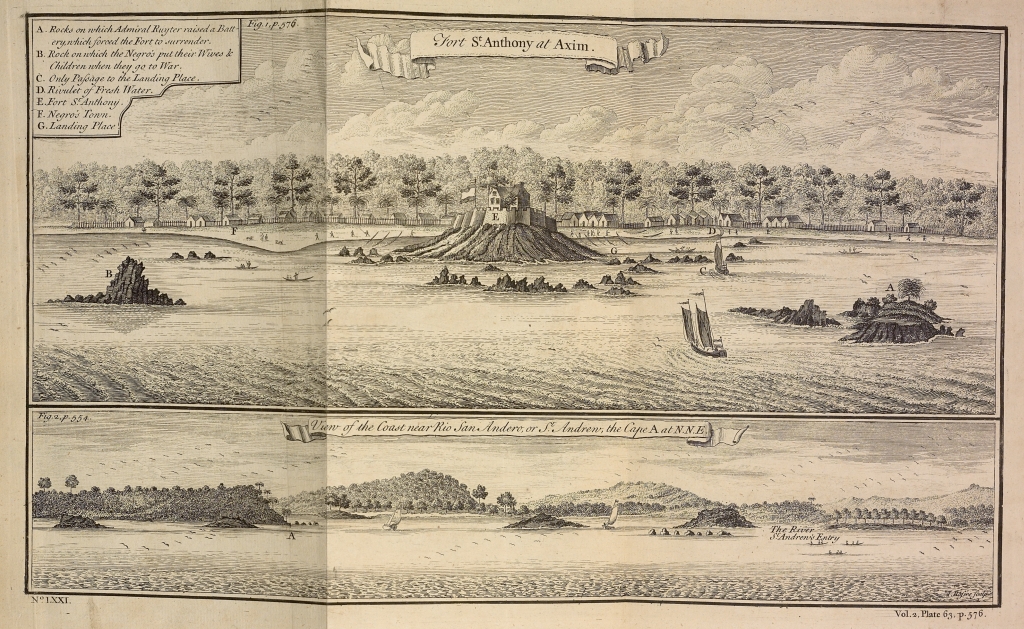 Fig. 1. p. 576.
A. Rocks on which Admiral Ruyter raised a Batt-
ery, which forced the Fort to surrender.
B. Rock on which the Negro's put their Wives &
Children when they go to War.
C. Only Passage to the Landing Place.
D. Rivulet of Fresh Water.
E. Fort St. Anthony.
F. Negro's Town.
G. Landing Place
Fort St. Anthony at Axim.
E
F
D
G
B
C
A
Fig. 2. p. 554.
View of the Coast near Rio San Andero, or St. Andrew, the Cape A at N.N.E.
A
The River
St. Andrew's Entry
No. LXXI.
Vol. 2. Plate 63. p. 576.